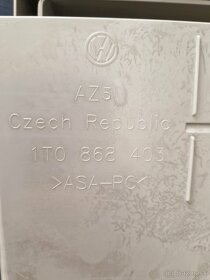 AZ5
Czech Republic
1T0 868 403
>ASA-PC<